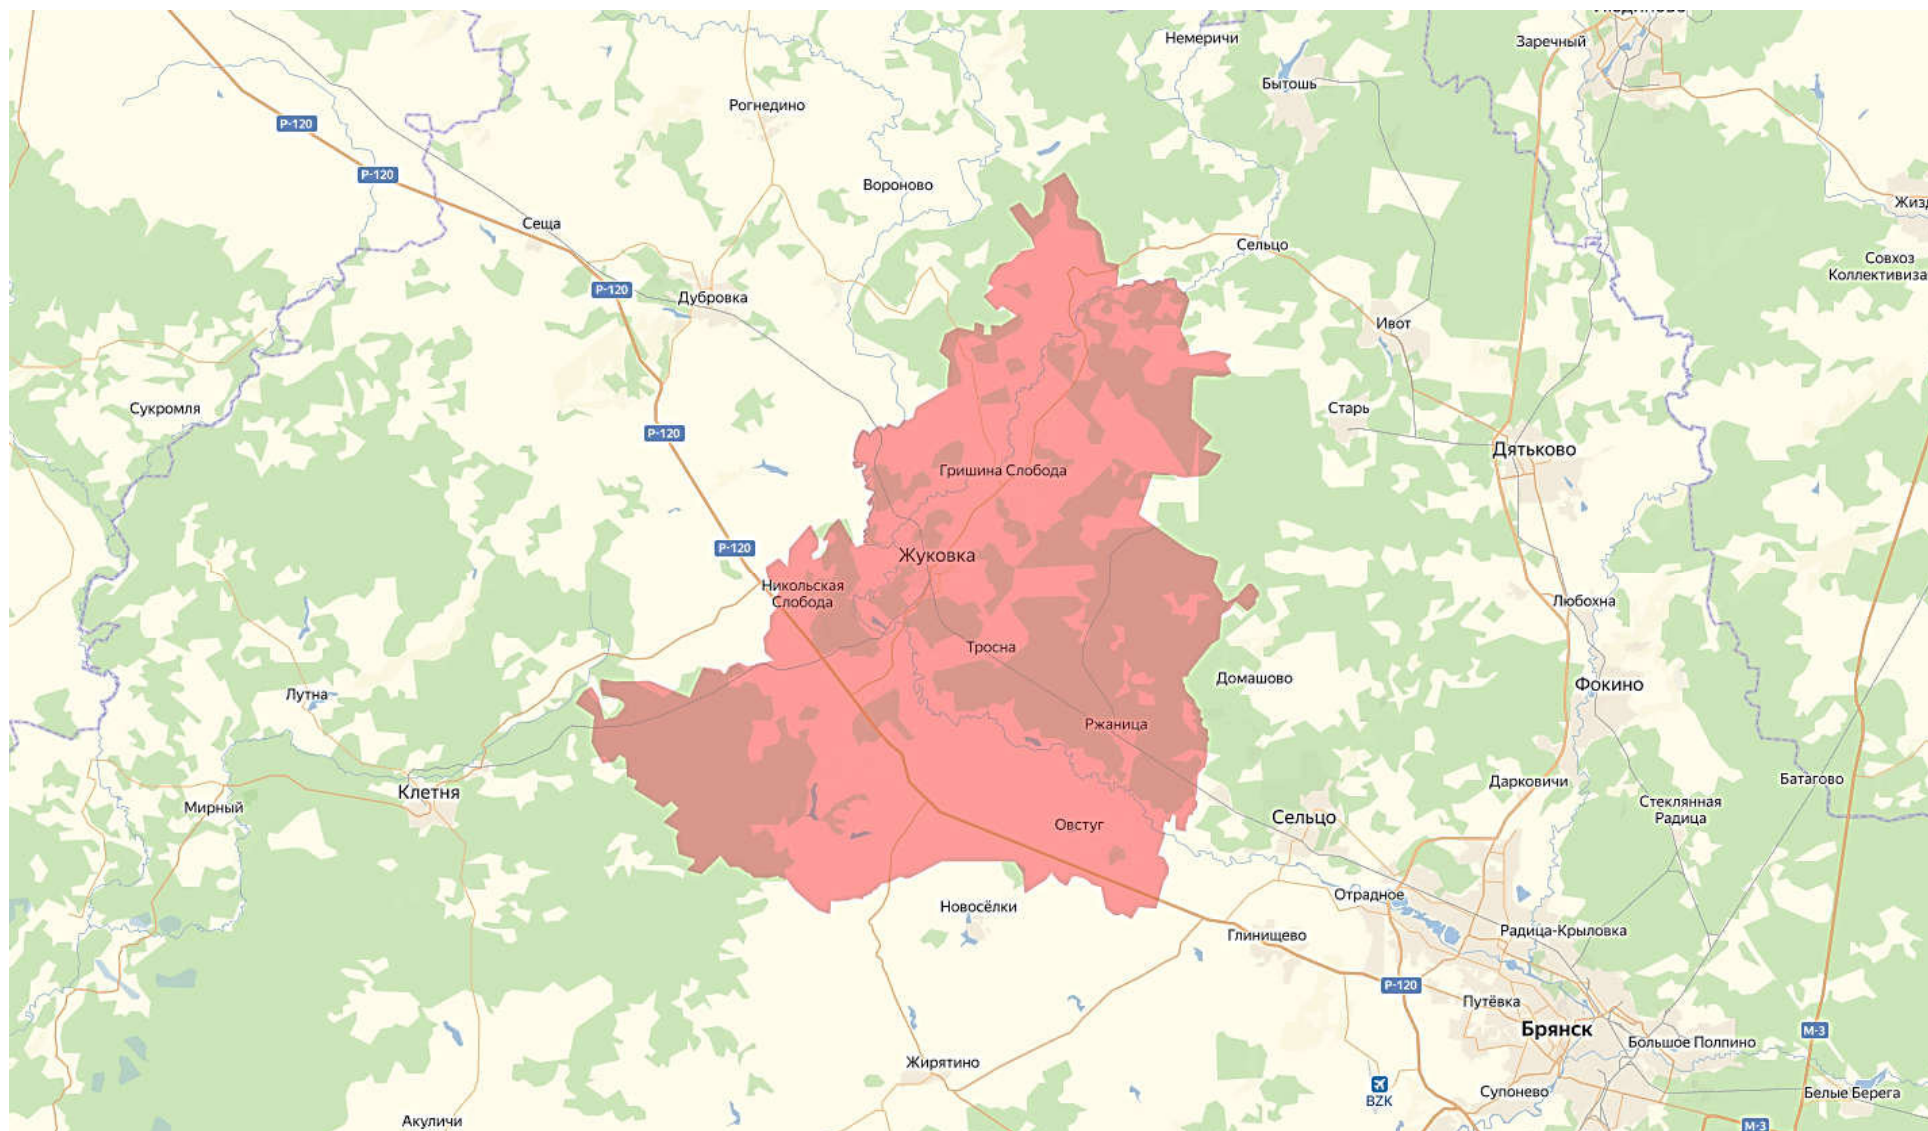 Людиново
Немеричи
Заречный
Бытошь
Рогнедино
Р-120
Р-120
Вороново
Жизд
Сеща
Сельцо
Совхоз
Коллективиза
Р-120
Дубровка
Ивот
Сукромля
Старь
Р-120
Дятьково
Гришина Слобода
Р-120
Жуковка
Никольская
Слобода
Любохна
Тросна
Домашово
Фокино
Лутна
Ржаница
Клетня
Дарковичи
Батагово
Мирный
Стеклянная
Радица
Сельцо
Овстуг
Отрадное
Новосёлки
Глинищево
Радица-Крыловка
Р-120
Путёвка
Брянск
М-3
Большое Полпино
Жирятино
BZK
Супонево
Белые Берега
Акуличи
М-3